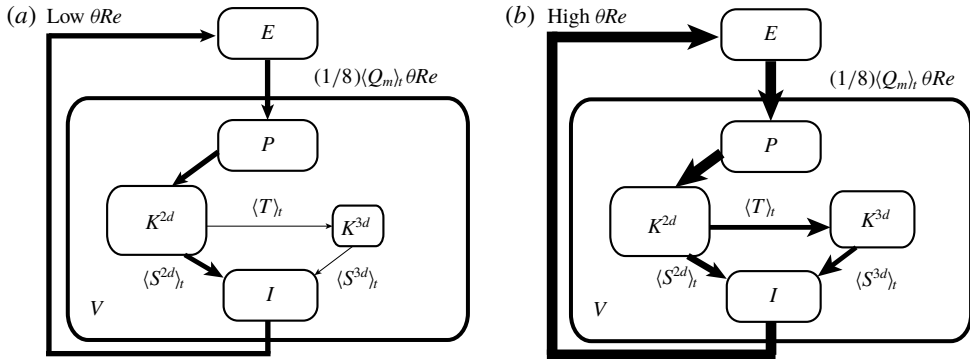 (a) Low θRe
E
(1/8)⟨Qₘ⟩ₜ θRe
P
K²ᵈ
⟨T⟩ₜ
K³ᵈ
⟨S²ᵈ⟩ₜ
⟨S³ᵈ⟩ₜ
I
V
(b) High θRe
E
(1/8)⟨Qₘ⟩ₜ θRe
P
K²ᵈ
⟨T⟩ₜ
K³ᵈ
⟨S²ᵈ⟩ₜ
⟨S³ᵈ⟩ₜ
I
V